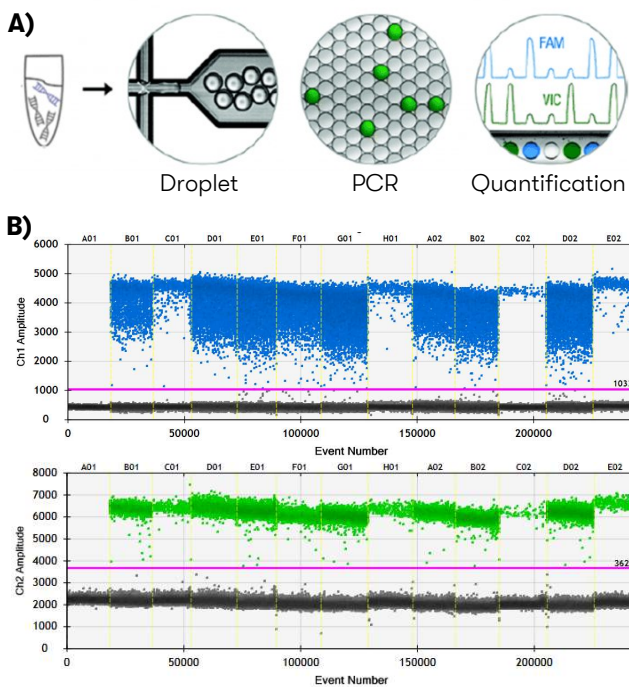 A)
FAM
VIC
Droplet PCR Quantification
B)
A01 B01 C01 D01 E01 F01 G01 H01 A02 B02 C02 D02 E02
6000
5000
4000
3000
2000
1000
0
Ch1 Amplitude
103
0 50000 100000 150000 200000
Event Number
A01 B01 C01 D01 E01 F01 G01 H01 A02 B02 C02 D02 E02
8000
7000
6000
5000
4000
3000
2000
1000
0
Ch2 Amplitude
362
0 50000 100000 150000 200000
Event Number